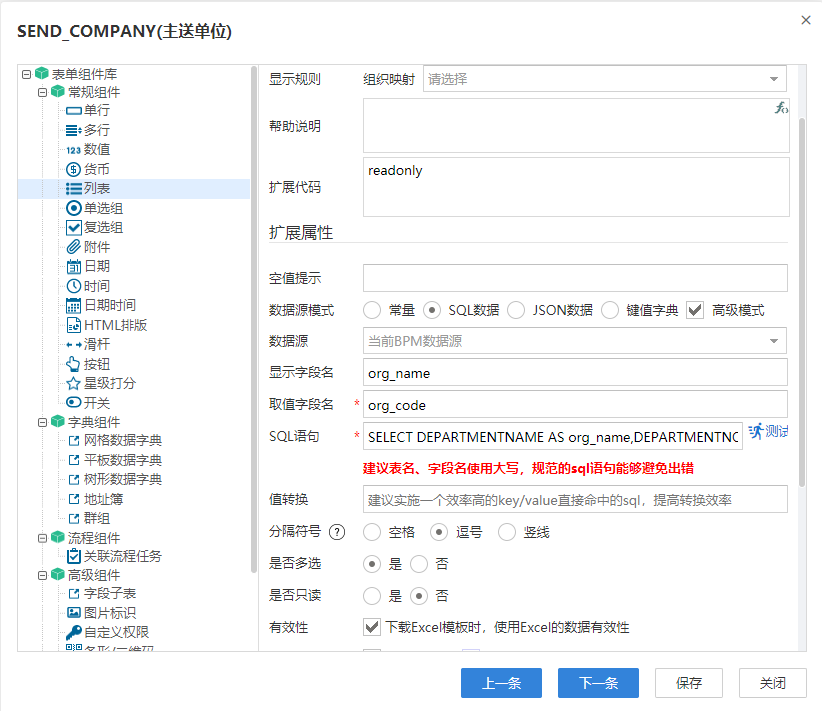 SEND_COMPANY(主送单位)
×
表单组件库
常规组件
单行
多行
123 数值
货币
列表
单选组
复选组
附件
日期
时间
日期时间
HTML排版
滑杆
按钮
星级打分
开关
字典组件
网格数据字典
平板数据字典
树形数据字典
地址簿
群组
流程组件
关联流程任务
高级组件
字段子表
图片标识
自定义权限
条形/二维码
显示规则 组织映射 请选择
帮助说明 fx
扩展代码 readonly
扩展属性
空值提示
数据源模式 常量 SQL数据 JSON数据 键值字典 高级模式
数据源 当前BPM数据源
显示字段名 org_name
取值字段名 * org_code
SQL语句 * SELECT DEPARTMENTNAME AS org_name,DEPARTMENTNO 测试
建议表名、字段名使用大写，规范的sql语句能够避免出错
值转换 建议实施一个效率高的key/value直接命中的sql，提高转换效率
分隔符号 ? 空格 逗号 竖线
是否多选 是 否
是否只读 是 否
有效性 下载Excel模板时，使用Excel的数据有效性
上一条 下一条 保存 关闭